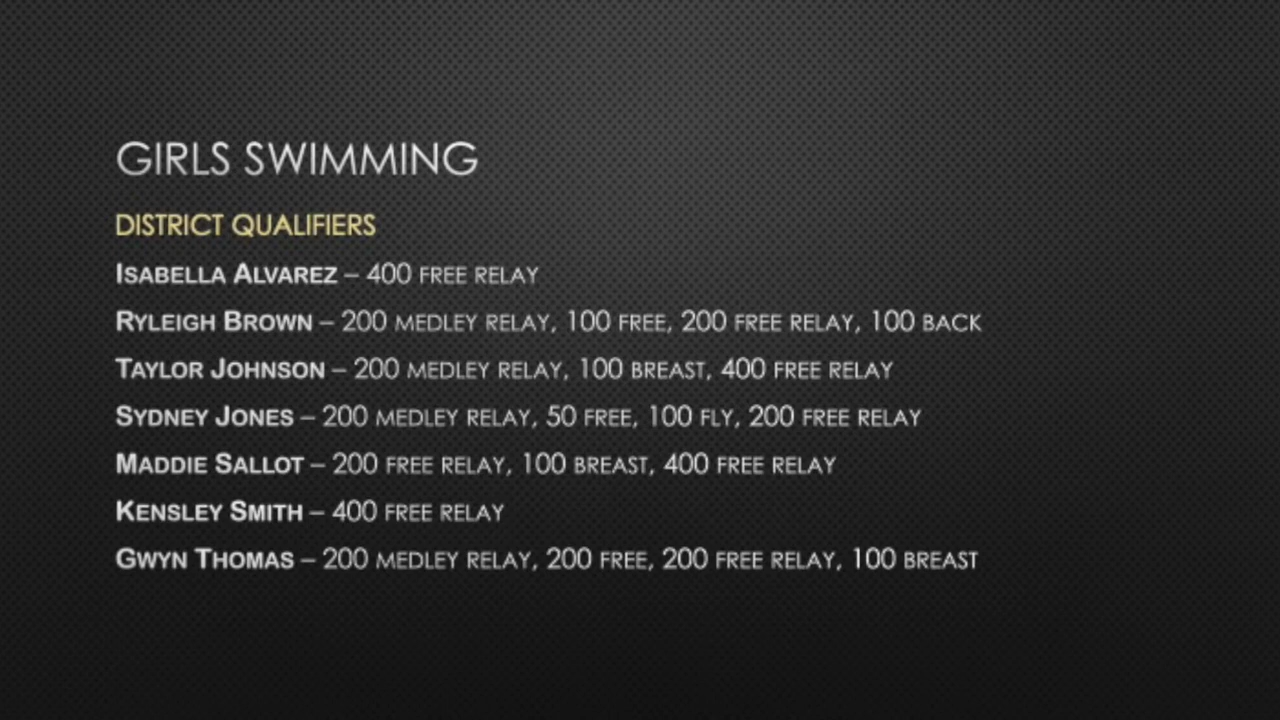 GIRLS SWIMMING
DISTRICT QUALIFIERS
ISABELLA ALVAREZ – 400 FREE RELAY
RYLEIGH BROWN – 200 MEDLEY RELAY, 100 FREE, 200 FREE RELAY, 100 BACK
TAYLOR JOHNSON – 200 MEDLEY RELAY, 100 BREAST, 400 FREE RELAY
SYDNEY JONES – 200 MEDLEY RELAY, 50 FREE, 100 FLY, 200 FREE RELAY
MADDIE SALLOT – 200 FREE RELAY, 100 BREAST, 400 FREE RELAY
KENSLEY SMITH – 400 FREE RELAY
GWYN THOMAS – 200 MEDLEY RELAY, 200 FREE, 200 FREE RELAY, 100 BREAST